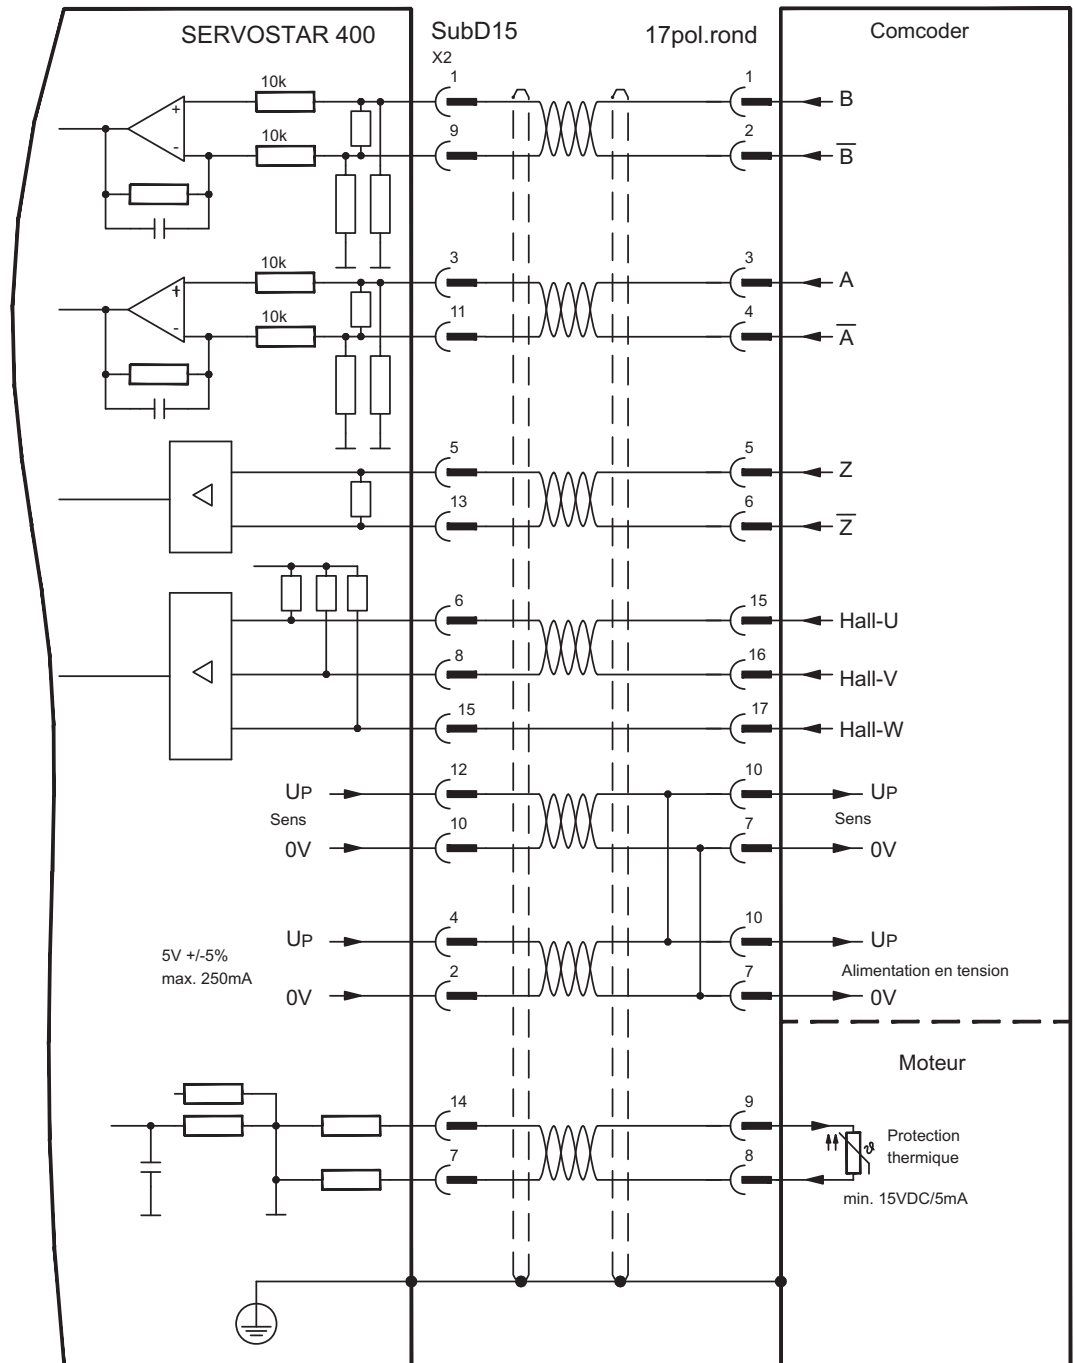 SERVOSTAR 400 SubD15 17pol.rond Comcoder
X2
10k 1 1 B
+
10k 9 2 B̅
-
10k 3 3 A
+
10k 11 4 A̅
-
5 5 Z
13 6 Z̅
6 15 Hall-U
8 16 Hall-V
15 17 Hall-W
UP 12 10 UP
Sens Sens
0V 10 7 0V
UP 4 10 UP
5V +/-5%
max. 250mA Alimentation en tension
0V 2 7 0V
Moteur
14 9
Protection
thermique
ϑ
7 8
min. 15VDC/5mA